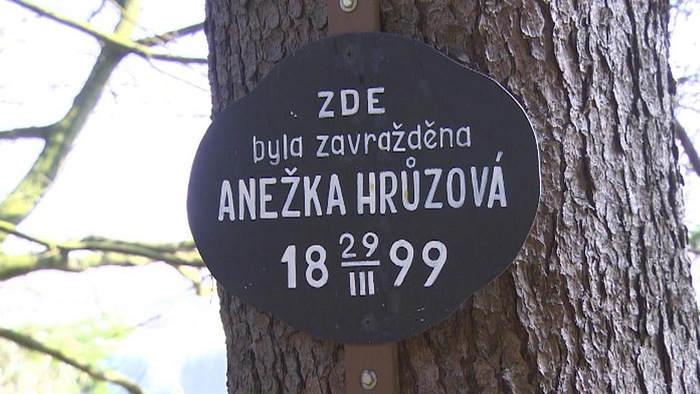 ZDE
byla zavražděna
ANEŽKA HRŮZOVÁ
18 29/III 99